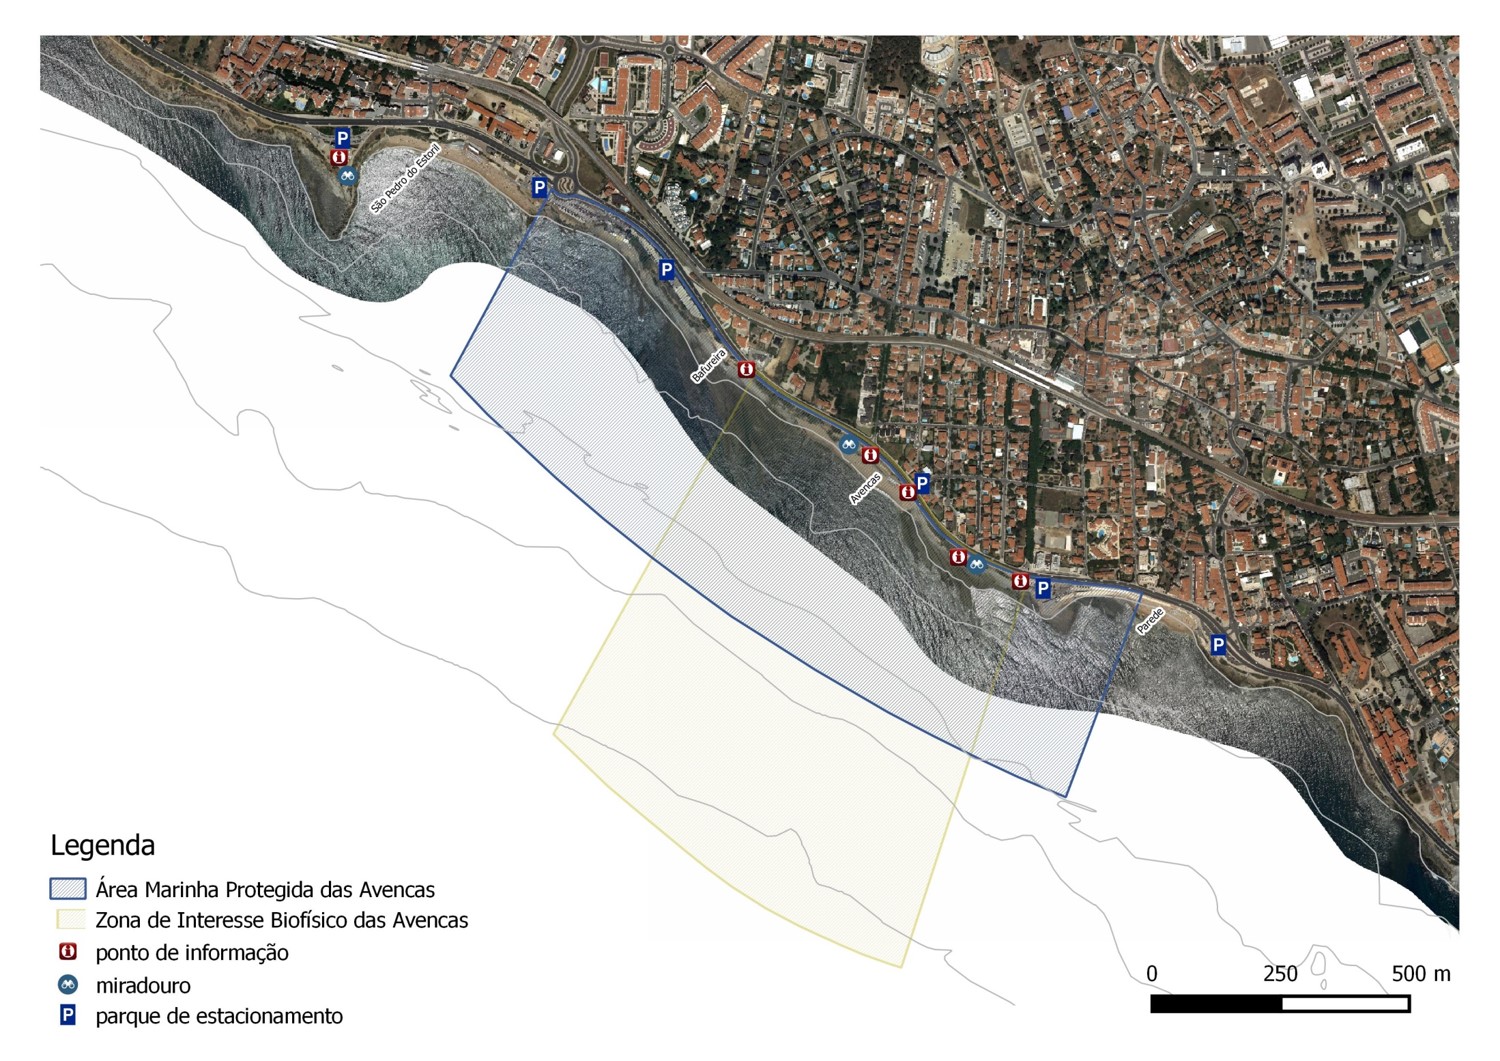 São Pedro do Estoril
Bafureira
Avencas
Parede
Legenda
Área Marinha Protegida das Avencas
Zona de Interesse Biofísico das Avencas
ponto de informação
miradouro
P parque de estacionamento
0 250 500 m
P
P
P
P
P
P